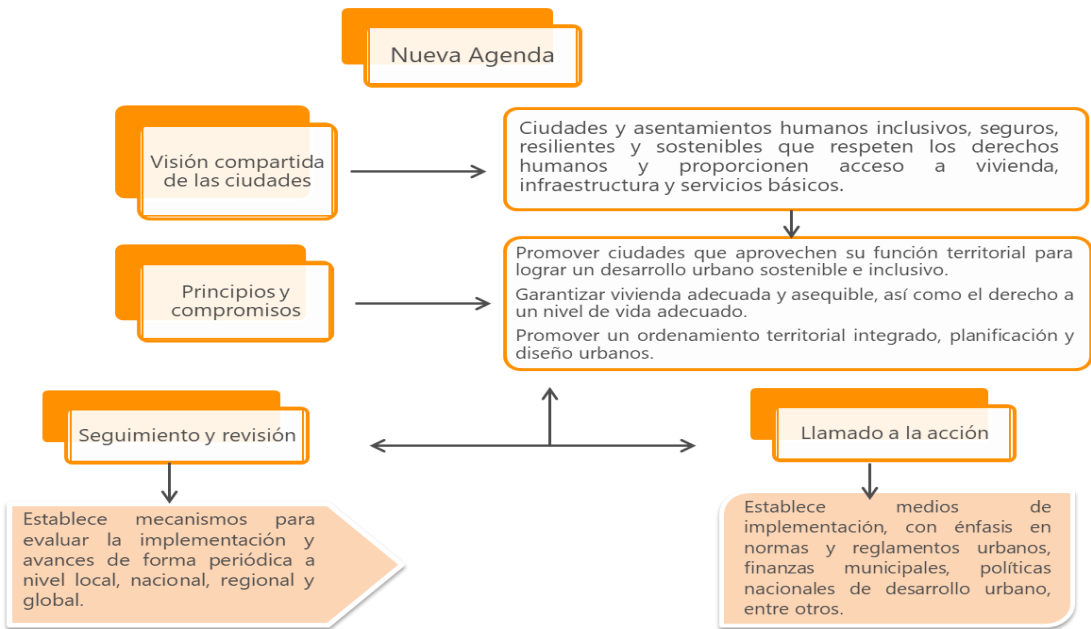 Nueva Agenda
Visión compartida
de las ciudades
Ciudades y asentamientos humanos inclusivos, seguros,
resilientes y sostenibles que respeten los derechos
humanos y proporcionen acceso a vivienda,
infraestructura y servicios básicos.
Principios y
compromisos
Promover ciudades que aprovechen su función territorial para
lograr un desarrollo urbano sostenible e inclusivo.
Garantizar vivienda adecuada y asequible, así como el derecho a
un nivel de vida adecuado.
Promover un ordenamiento territorial integrado, planificación y
diseño urbanos.
Seguimiento y revisión
Establece mecanismos para
evaluar la implementación y
avances de forma periódica a
nivel local, nacional, regional y
global.
Llamado a la acción
Establece medios de
implementación, con énfasis en
normas y reglamentos urbanos,
finanzas municipales, políticas
nacionales de desarrollo urbano,
entre otros.